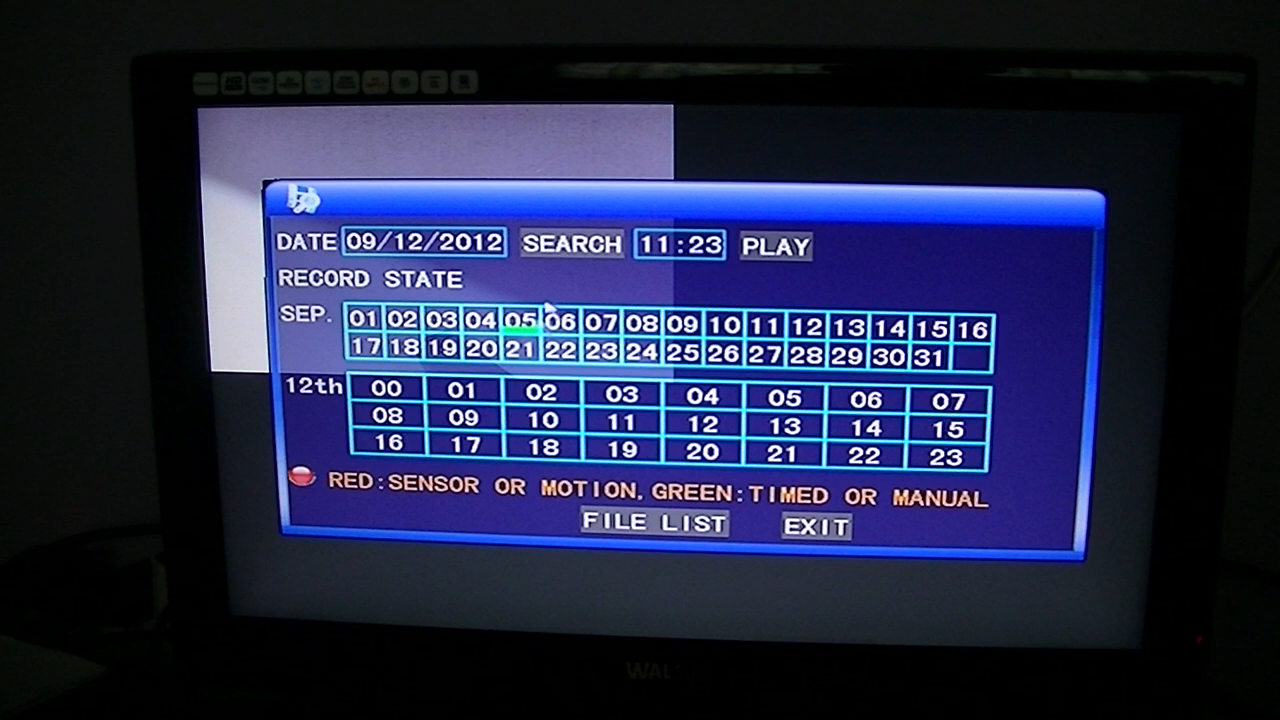 DATE 09/12/2012 SEARCH 11:23 PLAY
RECORD STATE
SEP. 01 02 03 04 05 06 07 08 09 10 11 12 13 14 15 16
17 18 19 20 21 22 23 24 25 26 27 28 29 30 31
12th 00 01 02 03 04 05 06 07
08 09 10 11 12 13 14 15
16 17 18 19 20 21 22 23
RED:SENSOR OR MOTION,GREEN:TIMED OR MANUAL
FILE LIST EXIT